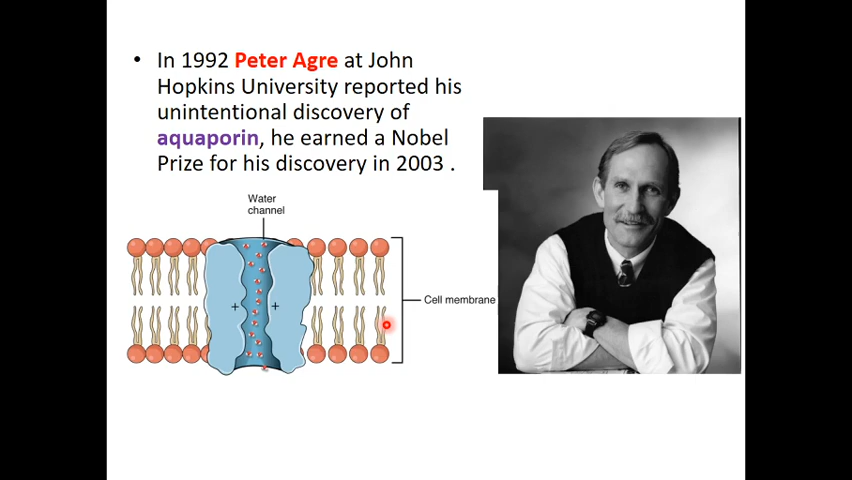 • In 1992 Peter Agre at John
Hopkins University reported his
unintentional discovery of
aquaporin, he earned a Nobel
Prize for his discovery in 2003 .
Water
channel
+ +
Cell membrane